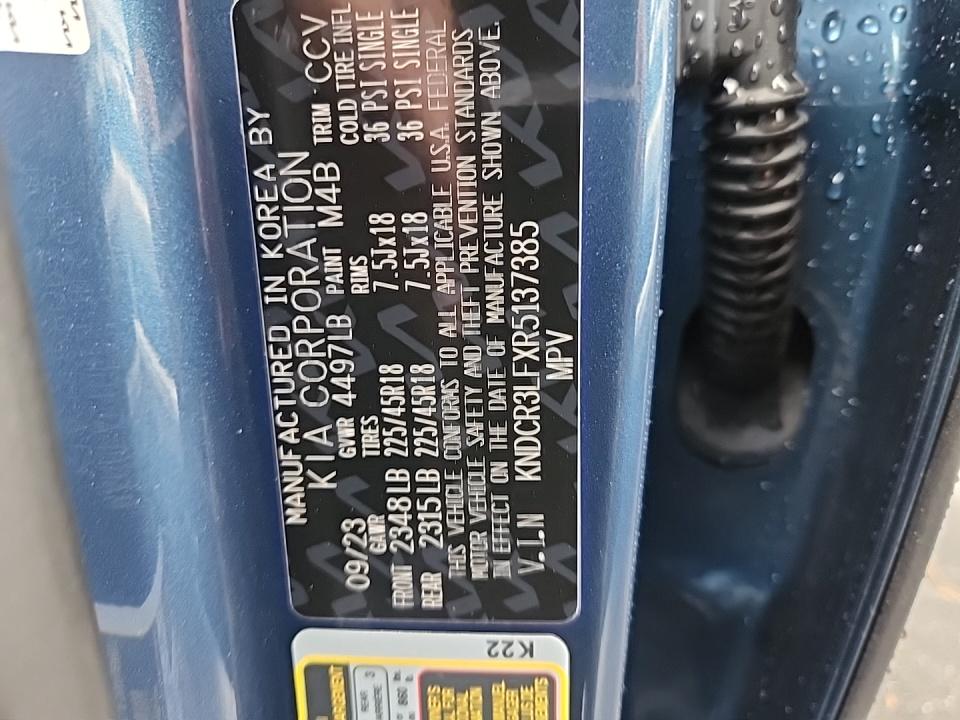 MANUFACTURED IN KOREA BY
KIA CORPORATION
09/23 GVWR 4497LB PAINT M4B TRIM CCV
GAWR TIRES RIMS COLD TIRE INFL
FRONT 2348LB 225/45R18 7.5Jx18 36 PSI SINGLE
REAR 2315LB 225/45R18 7.5Jx18 36 PSI SINGLE
THIS VEHICLE CONFORMS TO ALL APPLICABLE U.S.A. FEDERAL
MOTOR VEHICLE SAFETY AND THEFT PREVENTION STANDARDS
IN EFFECT ON THE DATE OF MANUFACTURE SHOWN ABOVE.
V.I.N KNDCR3LFXR5137385
MPV
K22
REAR
3
860